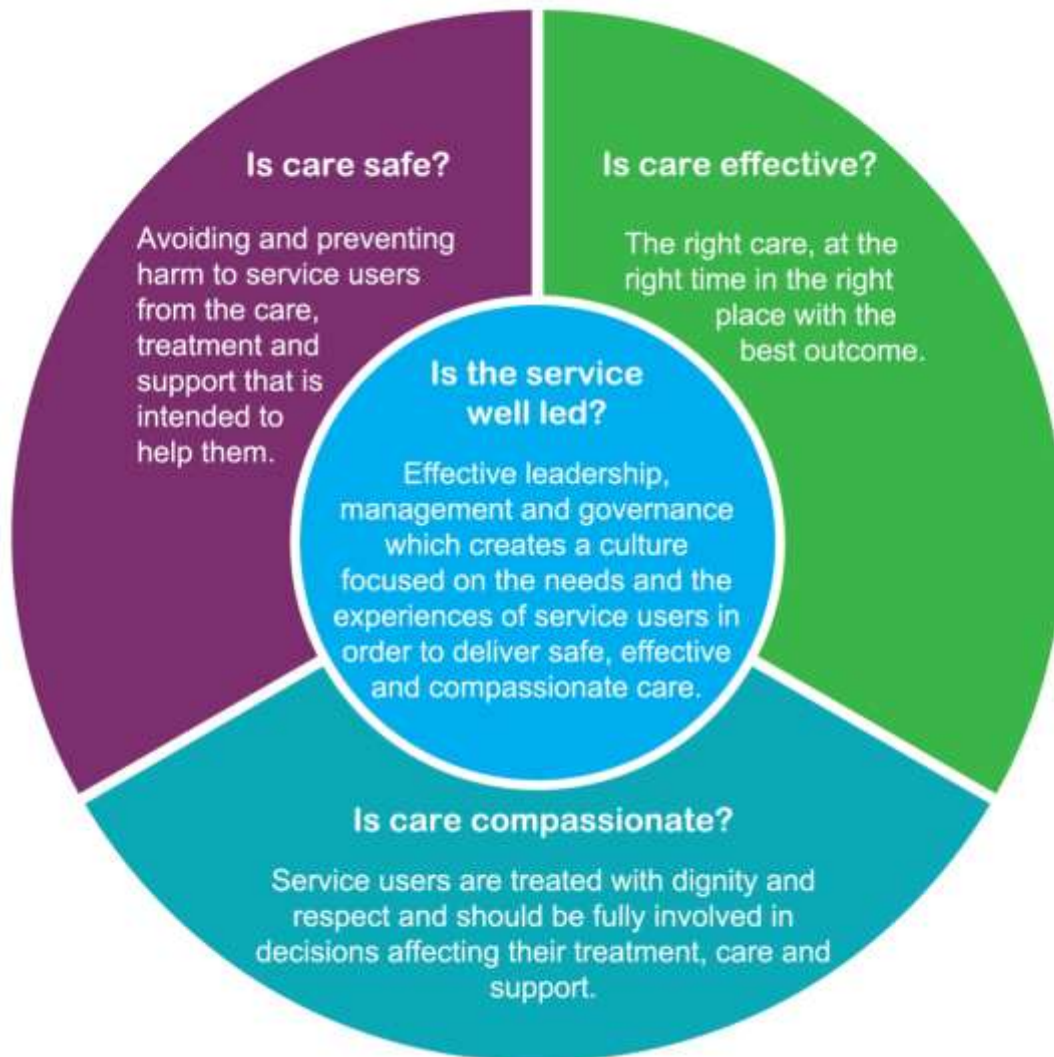 Is care safe?
Avoiding and preventing
harm to service users
from the care,
treatment and
support that is
intended to
help them.
Is care effective?
The right care, at the
right time in the right
place with the
best outcome.
Is the service
well led?
Effective leadership,
management and governance
which creates a culture
focused on the needs and the
experiences of service users in
order to deliver safe, effective
and compassionate care.
Is care compassionate?
Service users are treated with dignity and
respect and should be fully involved in
decisions affecting their treatment, care and
support.